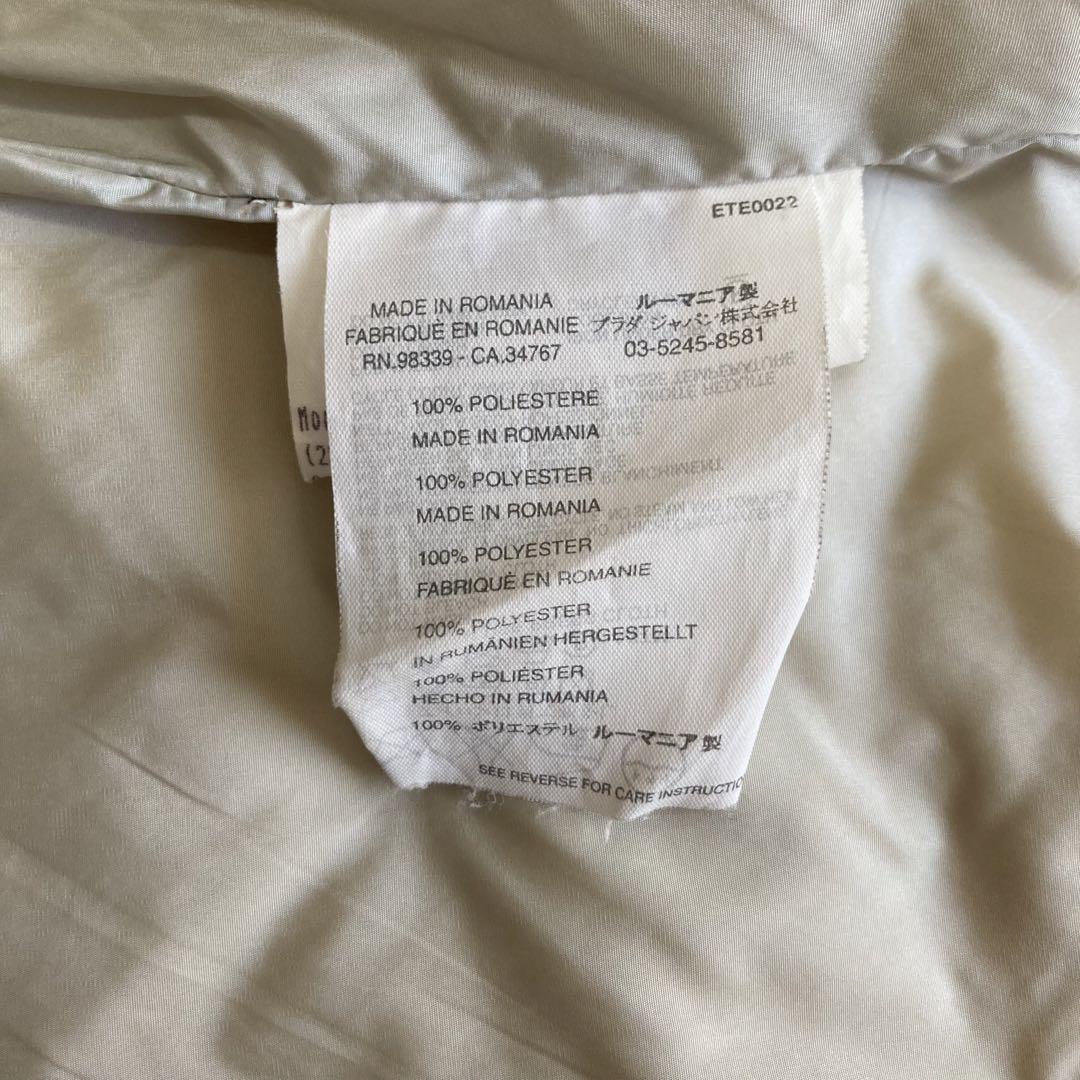 ETE0022
MADE IN ROMANIA ルーマニア製
FABRIQUÉ EN ROMANIE プラダ ジャパン株式会社
RN.98339 - CA.34767 03-5245-8581
100% POLIESTERE
MADE IN ROMANIA
100% POLYESTER
MADE IN ROMANIA
100% POLYESTER
FABRIQUÉ EN ROMANIE
100% POLYESTER
IN RUMÄNIEN HERGESTELLT
100% POLIÉSTER
HECHO IN RUMANIA
100% ポリエステル ルーマニア製
SEE REVERSE FOR CARE